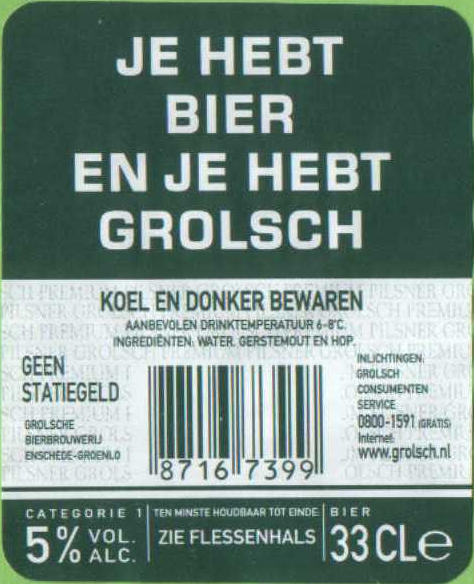 JE HEBT
BIER
EN JE HEBT
GROLSCH
KOEL EN DONKER BEWAREN
AANBEVOLEN DRINKTEMPERATUUR 6-8°C.
INGREDIËNTEN: WATER, GERSTEMOUT EN HOP.
GEEN
STATIEGELD
GROLSCHE
BIERBROUWERIJ
ENSCHEDE-GROENLO
8716 7399
INLICHTINGEN:
GROLSCH
CONSUMENTEN
SERVICE
0800-1591 (GRATIS)
Internet:
www.grolsch.nl
CATEGORIE 1
5% VOL. ALC.
TEN MINSTE HOUDBAAR TOT EINDE:
ZIE FLESSENHALS
BIER
33 CL e